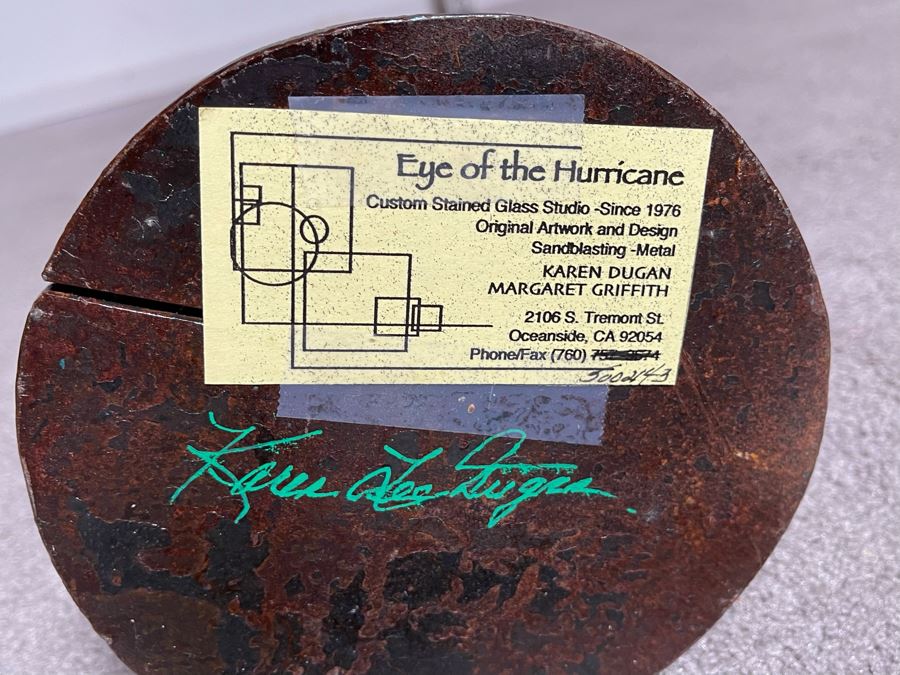 Eye of the Hurricane
Custom Stained Glass Studio -Since 1976
Original Artwork and Design
Sandblasting -Metal
KAREN DUGAN
MARGARET GRIFFITH
2106 S. Tremont St.
Oceanside, CA 92054
Phone/Fax (760)
Karen Lee Dugan